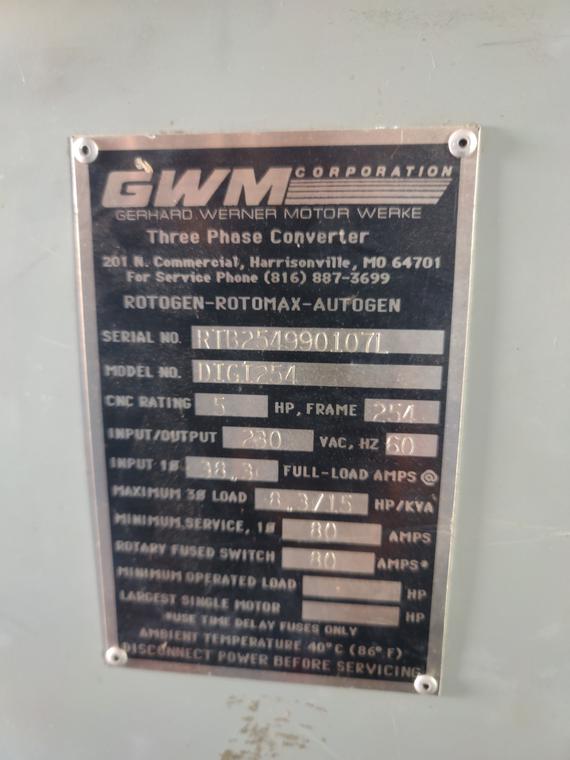 GWM CORPORATION
GERHARD WERNER MOTOR WERKE
Three Phase Converter
201 N. Commercial, Harrisonville, MO 64701
For Service Phone (816) 887-3699
ROTOGEN-ROTOMAX-AUTOGEN
SERIAL NO. RTB254990107L
MODEL NO. DIGI254
CNC RATING 5 HP, FRAME 254
INPUT/OUTPUT 230 VAC, HZ 60
INPUT 1Ø FULL-LOAD AMPS @
MAXIMUM 3Ø LOAD 8.3/15 HP/KVA
MINIMUM SERVICE, 1Ø 80 AMPS
ROTARY FUSED SWITCH 80 AMPS*
MINIMUM OPERATED LOAD HP
LARGEST SINGLE MOTOR HP
*USE TIME DELAY FUSES ONLY
AMBIENT TEMPERATURE 40°C (86° F)
DISCONNECT POWER BEFORE SERVICING